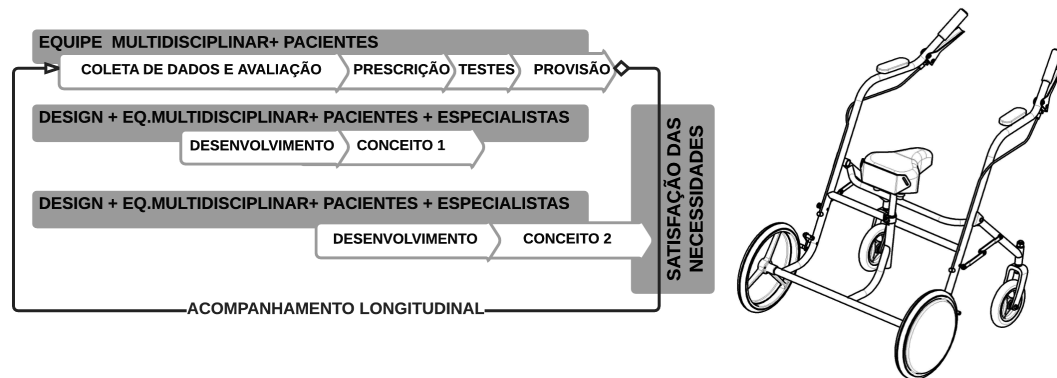 EQUIPE MULTIDISCIPLINAR+ PACIENTES
COLETA DE DADOS E AVALIAÇÃO PRESCRIÇÃO TESTES PROVISÃO
DESIGN + EQ.MULTIDISCIPLINAR+ PACIENTES + ESPECIALISTAS
DESENVOLVIMENTO CONCEITO 1
DESIGN + EQ.MULTIDISCIPLINAR+ PACIENTES + ESPECIALISTAS
DESENVOLVIMENTO CONCEITO 2
SATISFAÇÃO DAS
NECESSIDADES
ACOMPANHAMENTO LONGITUDINAL